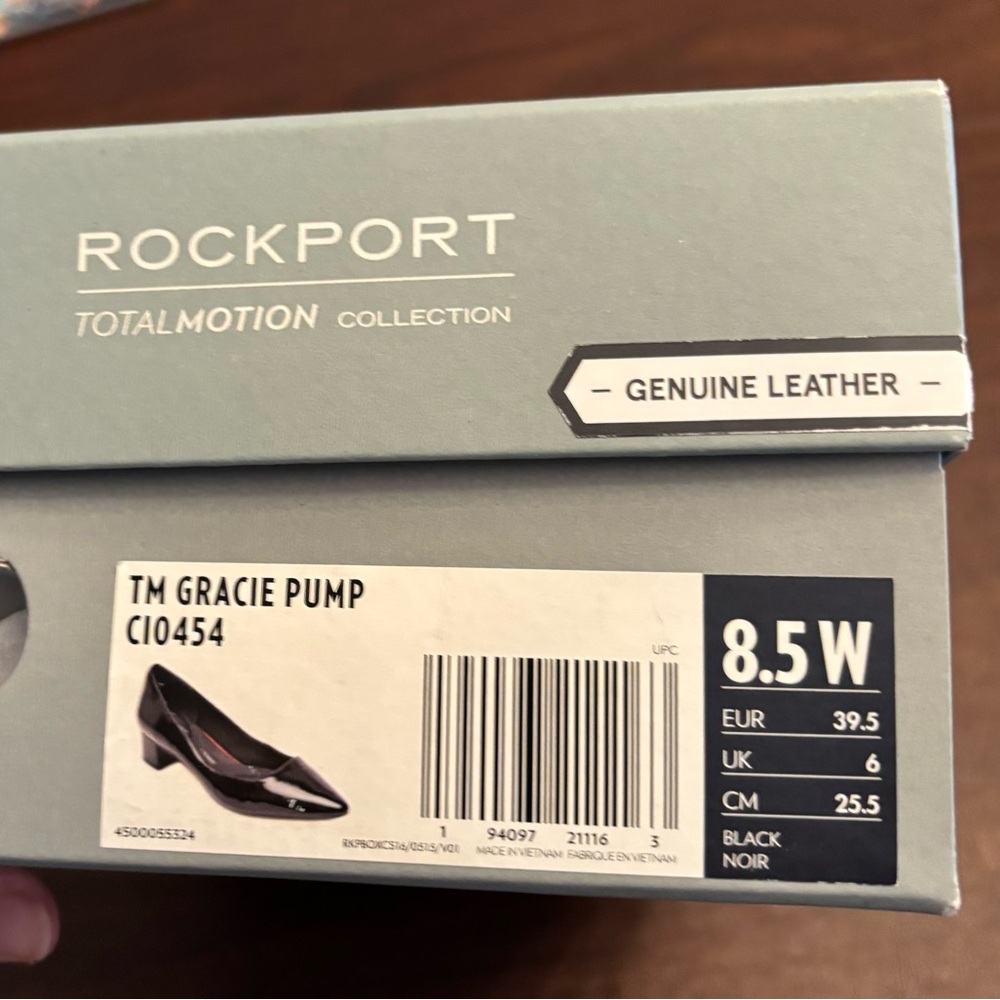 ROCKPORT
TOTALMOTION COLLECTION
– GENUINE LEATHER –
TM GRACIE PUMP
CI0454
UPC
1 94097 21116 3
4500055324
MADE IN VIETNAM FABRIQUE EN VIETNAM
8.5 W
EUR 39.5
UK 6
CM 25.5
BLACK
NOIR